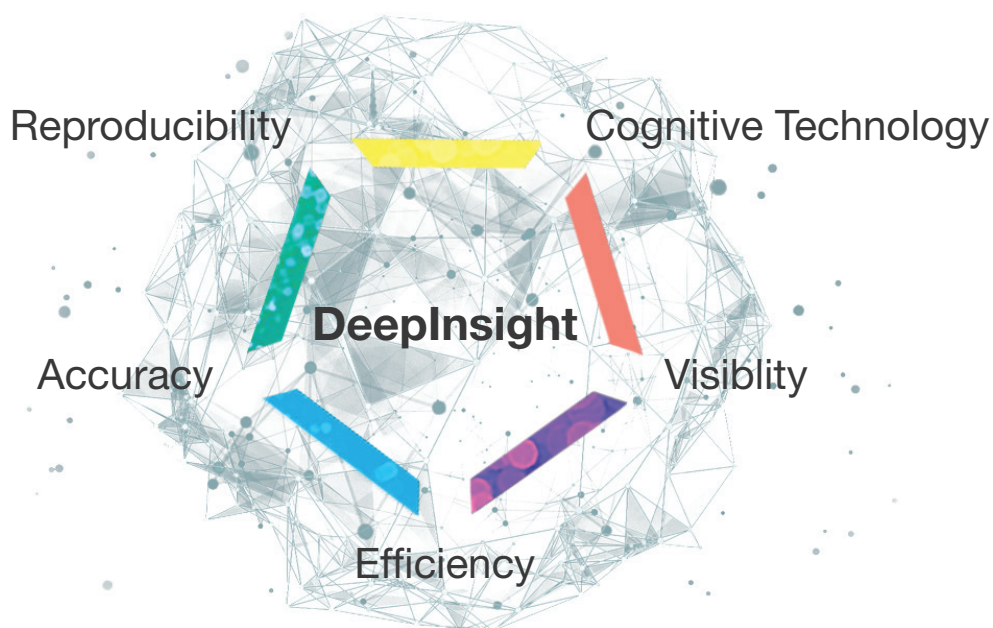 Reproducibility
Cognitive Technology
DeepInsight
Accuracy
Visiblity
Efficiency